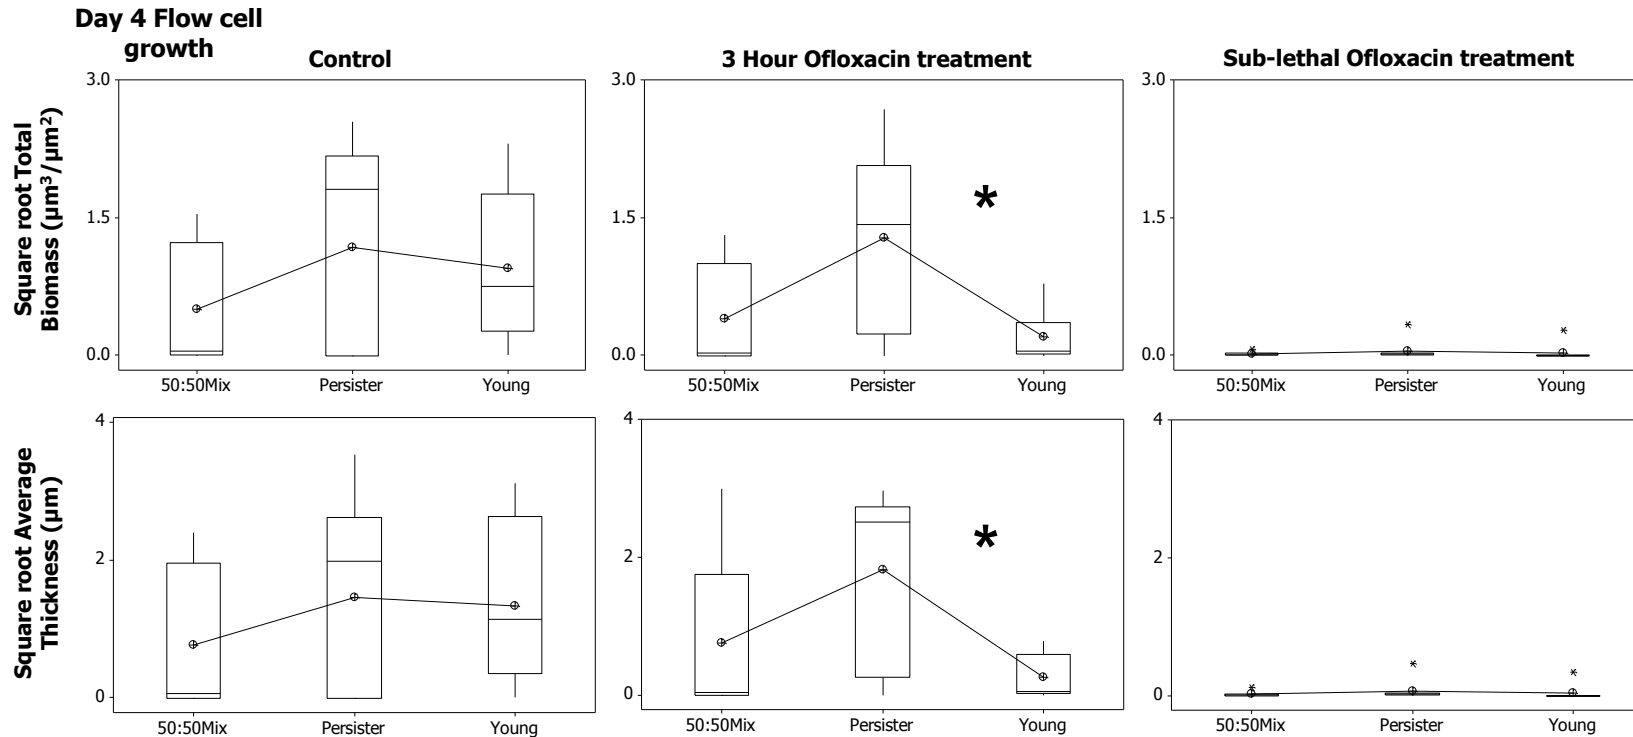 Day 4 Flow cell
growth
Control
3 Hour Ofloxacin treatment
Sub-lethal Ofloxacin treatment
Square root Total
Biomass (µm³/µm²)
3.0
1.5
0.0
50:50Mix
Persister
Young
3.0
1.5
*
0.0
50:50Mix
Persister
Young
3.0
1.5
0.0
50:50Mix
Persister
Young
Square root Average
Thickness (µm)
4
2
0
50:50Mix
Persister
Young
4
2
*
0
50:50Mix
Persister
Young
4
2
0
50:50Mix
Persister
Young